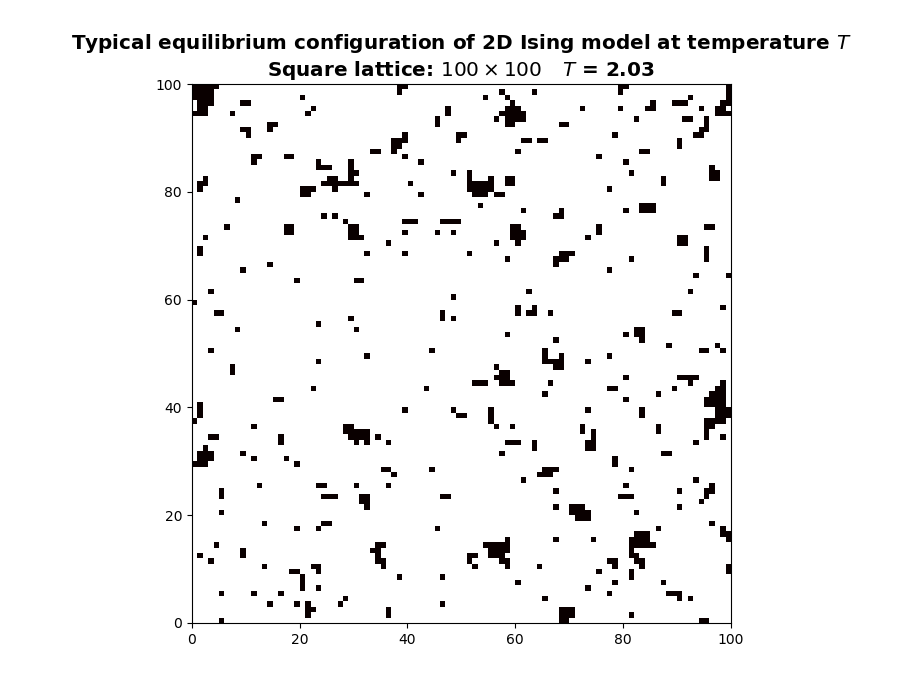 Typical equilibrium configuration of 2D Ising model at temperature T
Square lattice: 100 × 100 T = 2.03
100
80
60
40
20
0
0 20 40 60 80 100